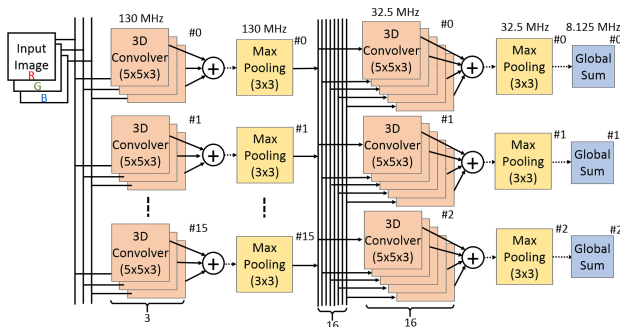 130 MHz
130 MHz
32.5 MHz
32.5 MHz
8.125 MHz
Input
Image
R
G
B
3D
Convolver
(5x5x3)
#0
+
Max
Pooling
(3x3)
#0
3D
Convolver
(5x5x3)
#0
+
Max
Pooling
(3x3)
#0
Global
Sum
#0
3D
Convolver
(5x5x3)
#1
+
Max
Pooling
(3x3)
#1
3D
Convolver
(5x5x3)
#1
+
Max
Pooling
(3x3)
#1
Global
Sum
#1
3D
Convolver
(5x5x3)
#15
+
Max
Pooling
(3x3)
#15
3D
Convolver
(5x5x3)
#2
+
Max
Pooling
(3x3)
#2
Global
Sum
#2
3
16
16